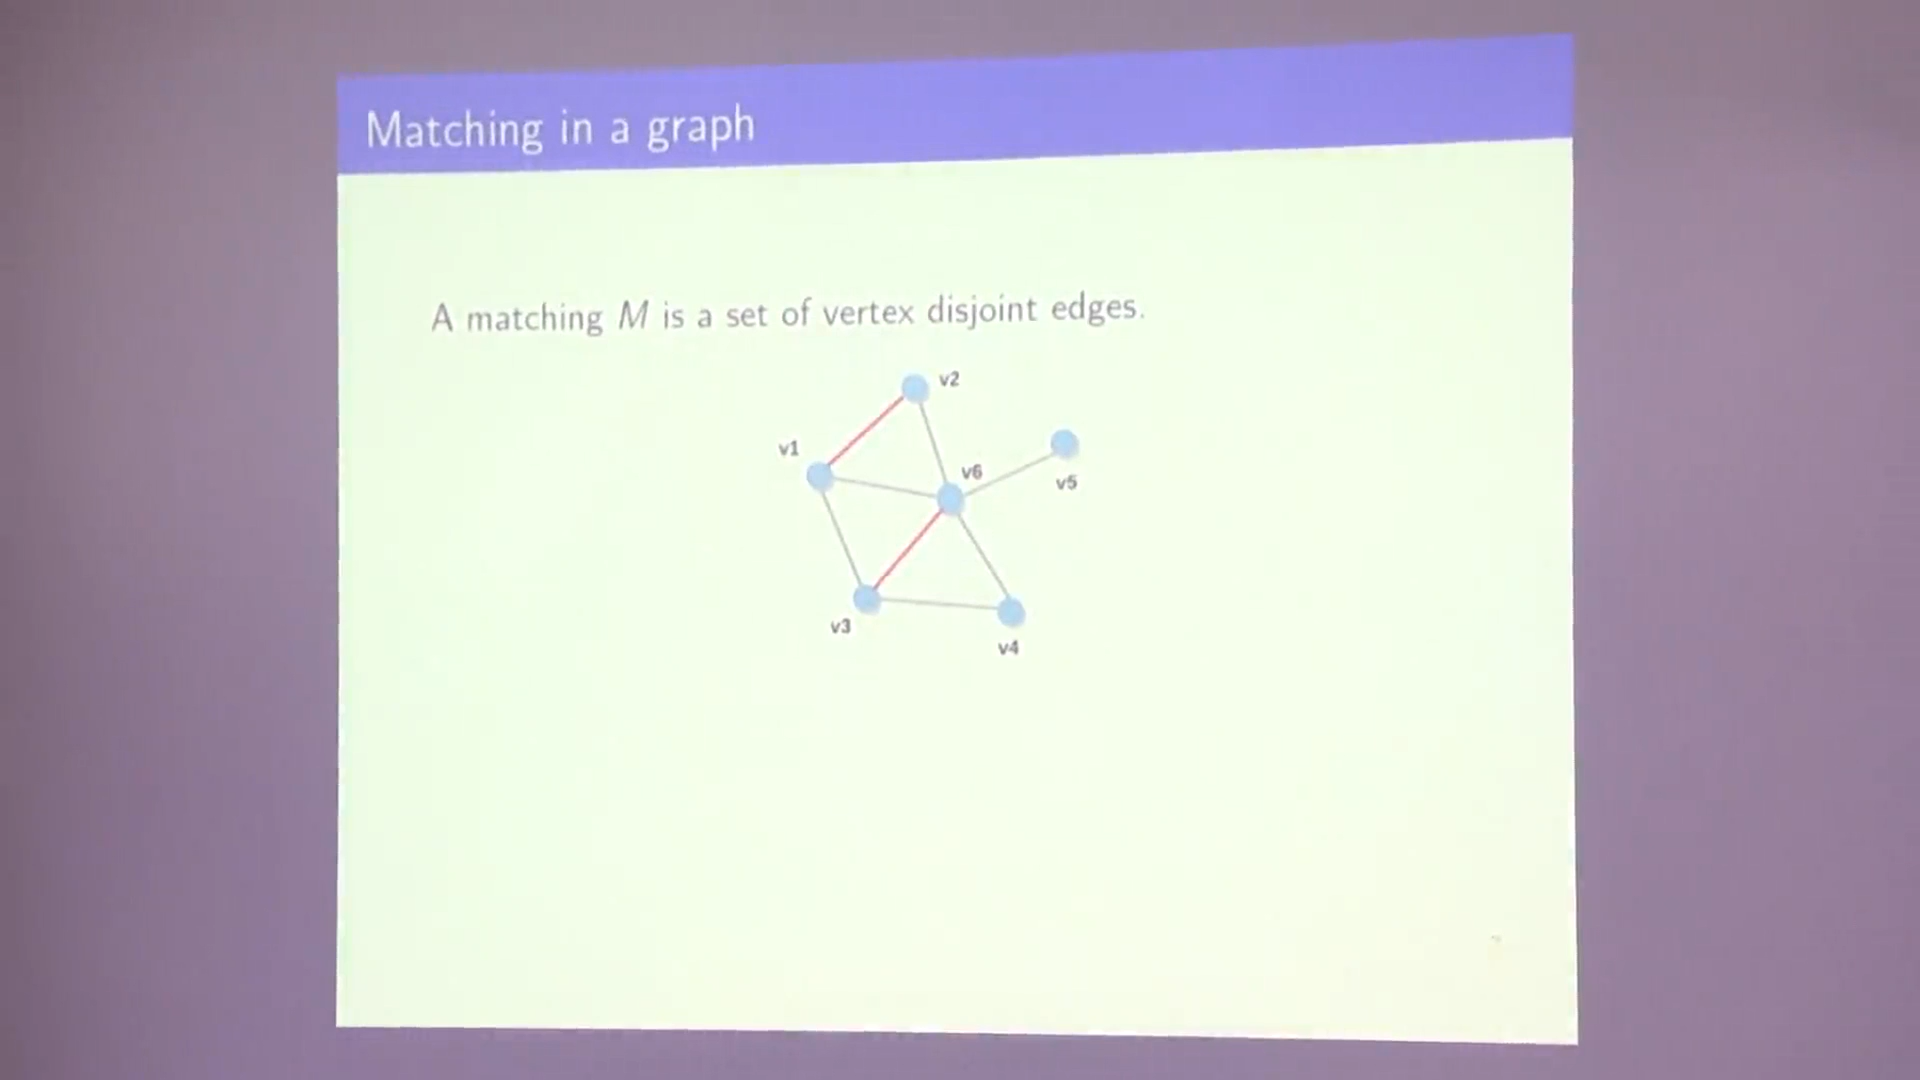 Matching in a graph
A matching M is a set of vertex disjoint edges.
v2
v1
v6
v5
v3
v4